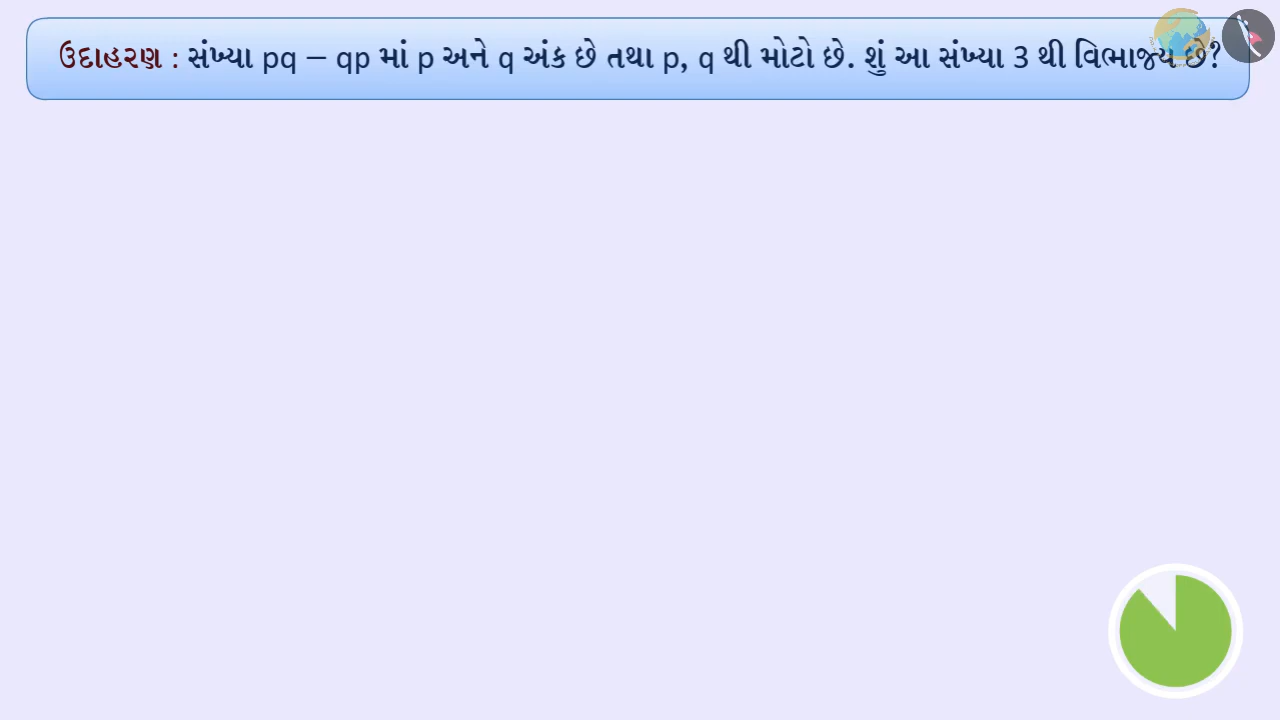 ઉદાહરણ : સંખ્યા pq – qp માં p અને q અંક છે તથા p, q થી મોટો છે. શું આ સંખ્યા 3 થી વિભાજ્ય છે?